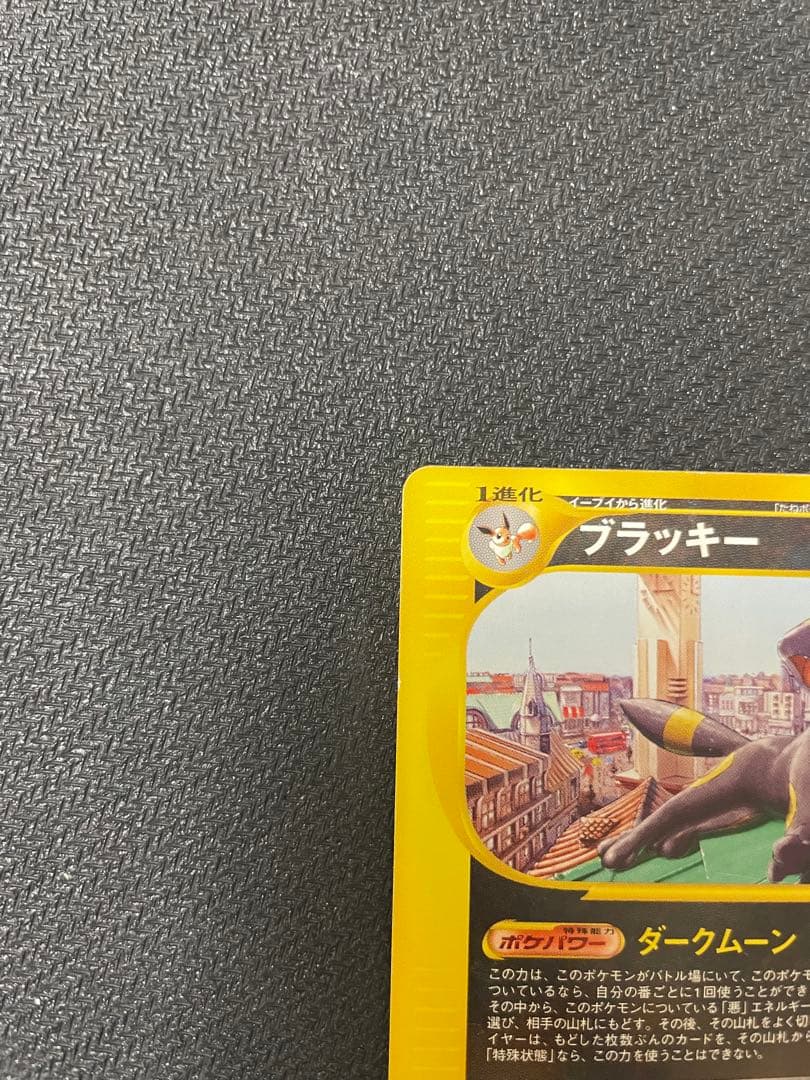 1進化
イーブイから進化
「たねポ
ブラッキー
特殊能力
ポケパワー
ダークムーン
この力は、このポケモンがバトル場にいて、このポケモ
ついているなら、自分の番ごとに1回使うことができ
その中から、このポケモンについている「悪」エネルギー
選び、相手の山札にもどす。その後、その山札をよく切
イヤーは、もどした枚数ぶんのカードを、その山札から
「特殊状態」なら、この力を使うことはできない。